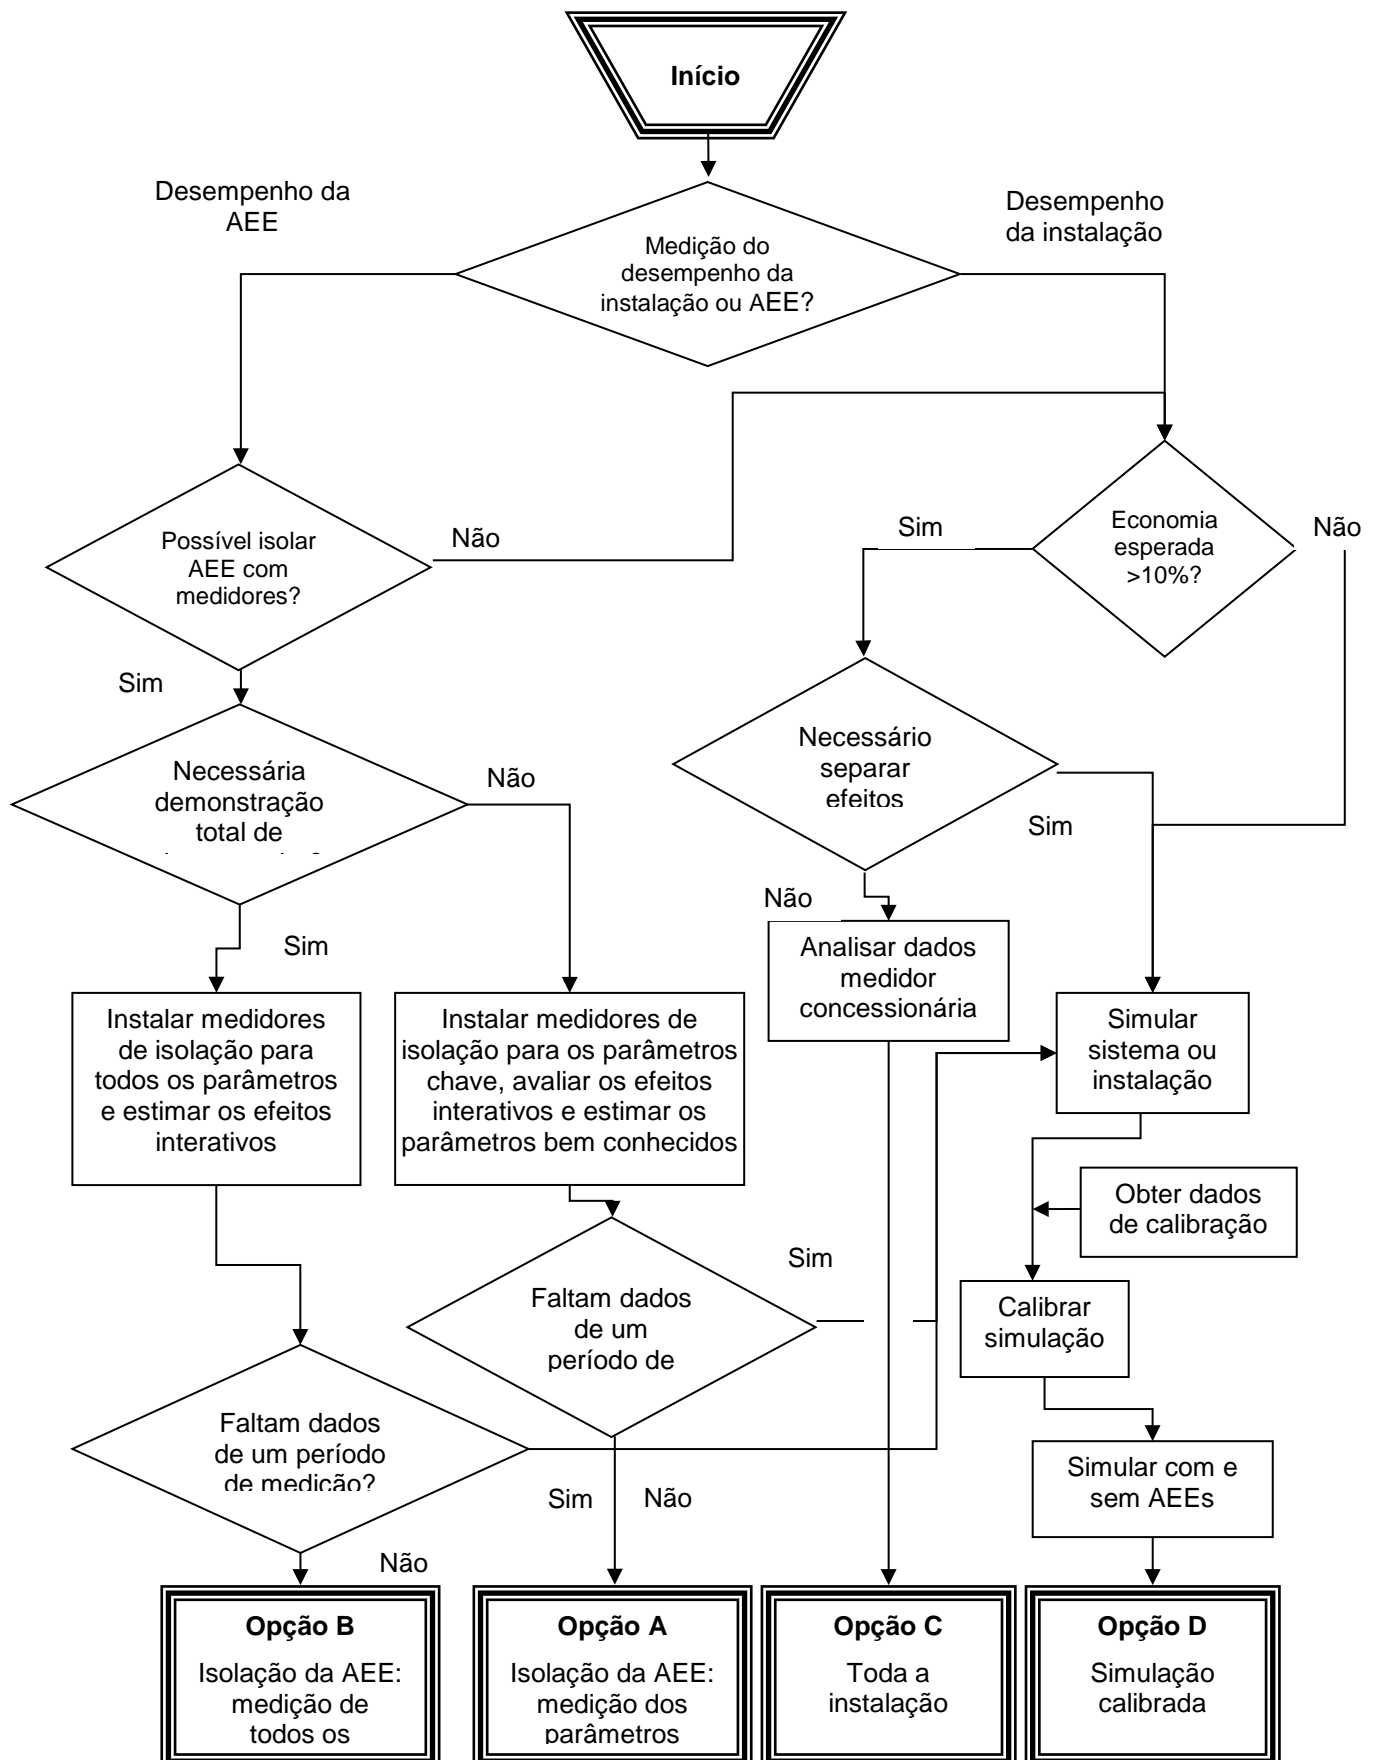 Início
Desempenho da
AEE
Desempenho
da instalação
Medição do
desempenho da
instalação ou AEE?
Possível isolar
AEE com
medidores?
Não
Sim
Economia
esperada
>10%?
Não
Sim
Necessária
demonstração
total de
Não
Necessário
separar
efeitos
Sim
Não
Sim
Analisar dados
medidor
concessionária
Instalar medidores
de isolação para
todos os parâmetros
e estimar os efeitos
interativos
Instalar medidores de
isolação para os parâmetros
chave, avaliar os efeitos
interativos e estimar os
parâmetros bem conhecidos
Simular
sistema ou
instalação
Obter dados
de calibração
Sim
Faltam dados
de um
período de
Calibrar
simulação
Faltam dados
de um período
de medição?
Simular com e
sem AEEs
Sim
Não
Não
Opção B
Isolação da AEE:
medição de
todos os
Opção A
Isolação da AEE:
medição dos
parâmetros
Opção C
Toda a
instalação
Opção D
Simulação
calibrada